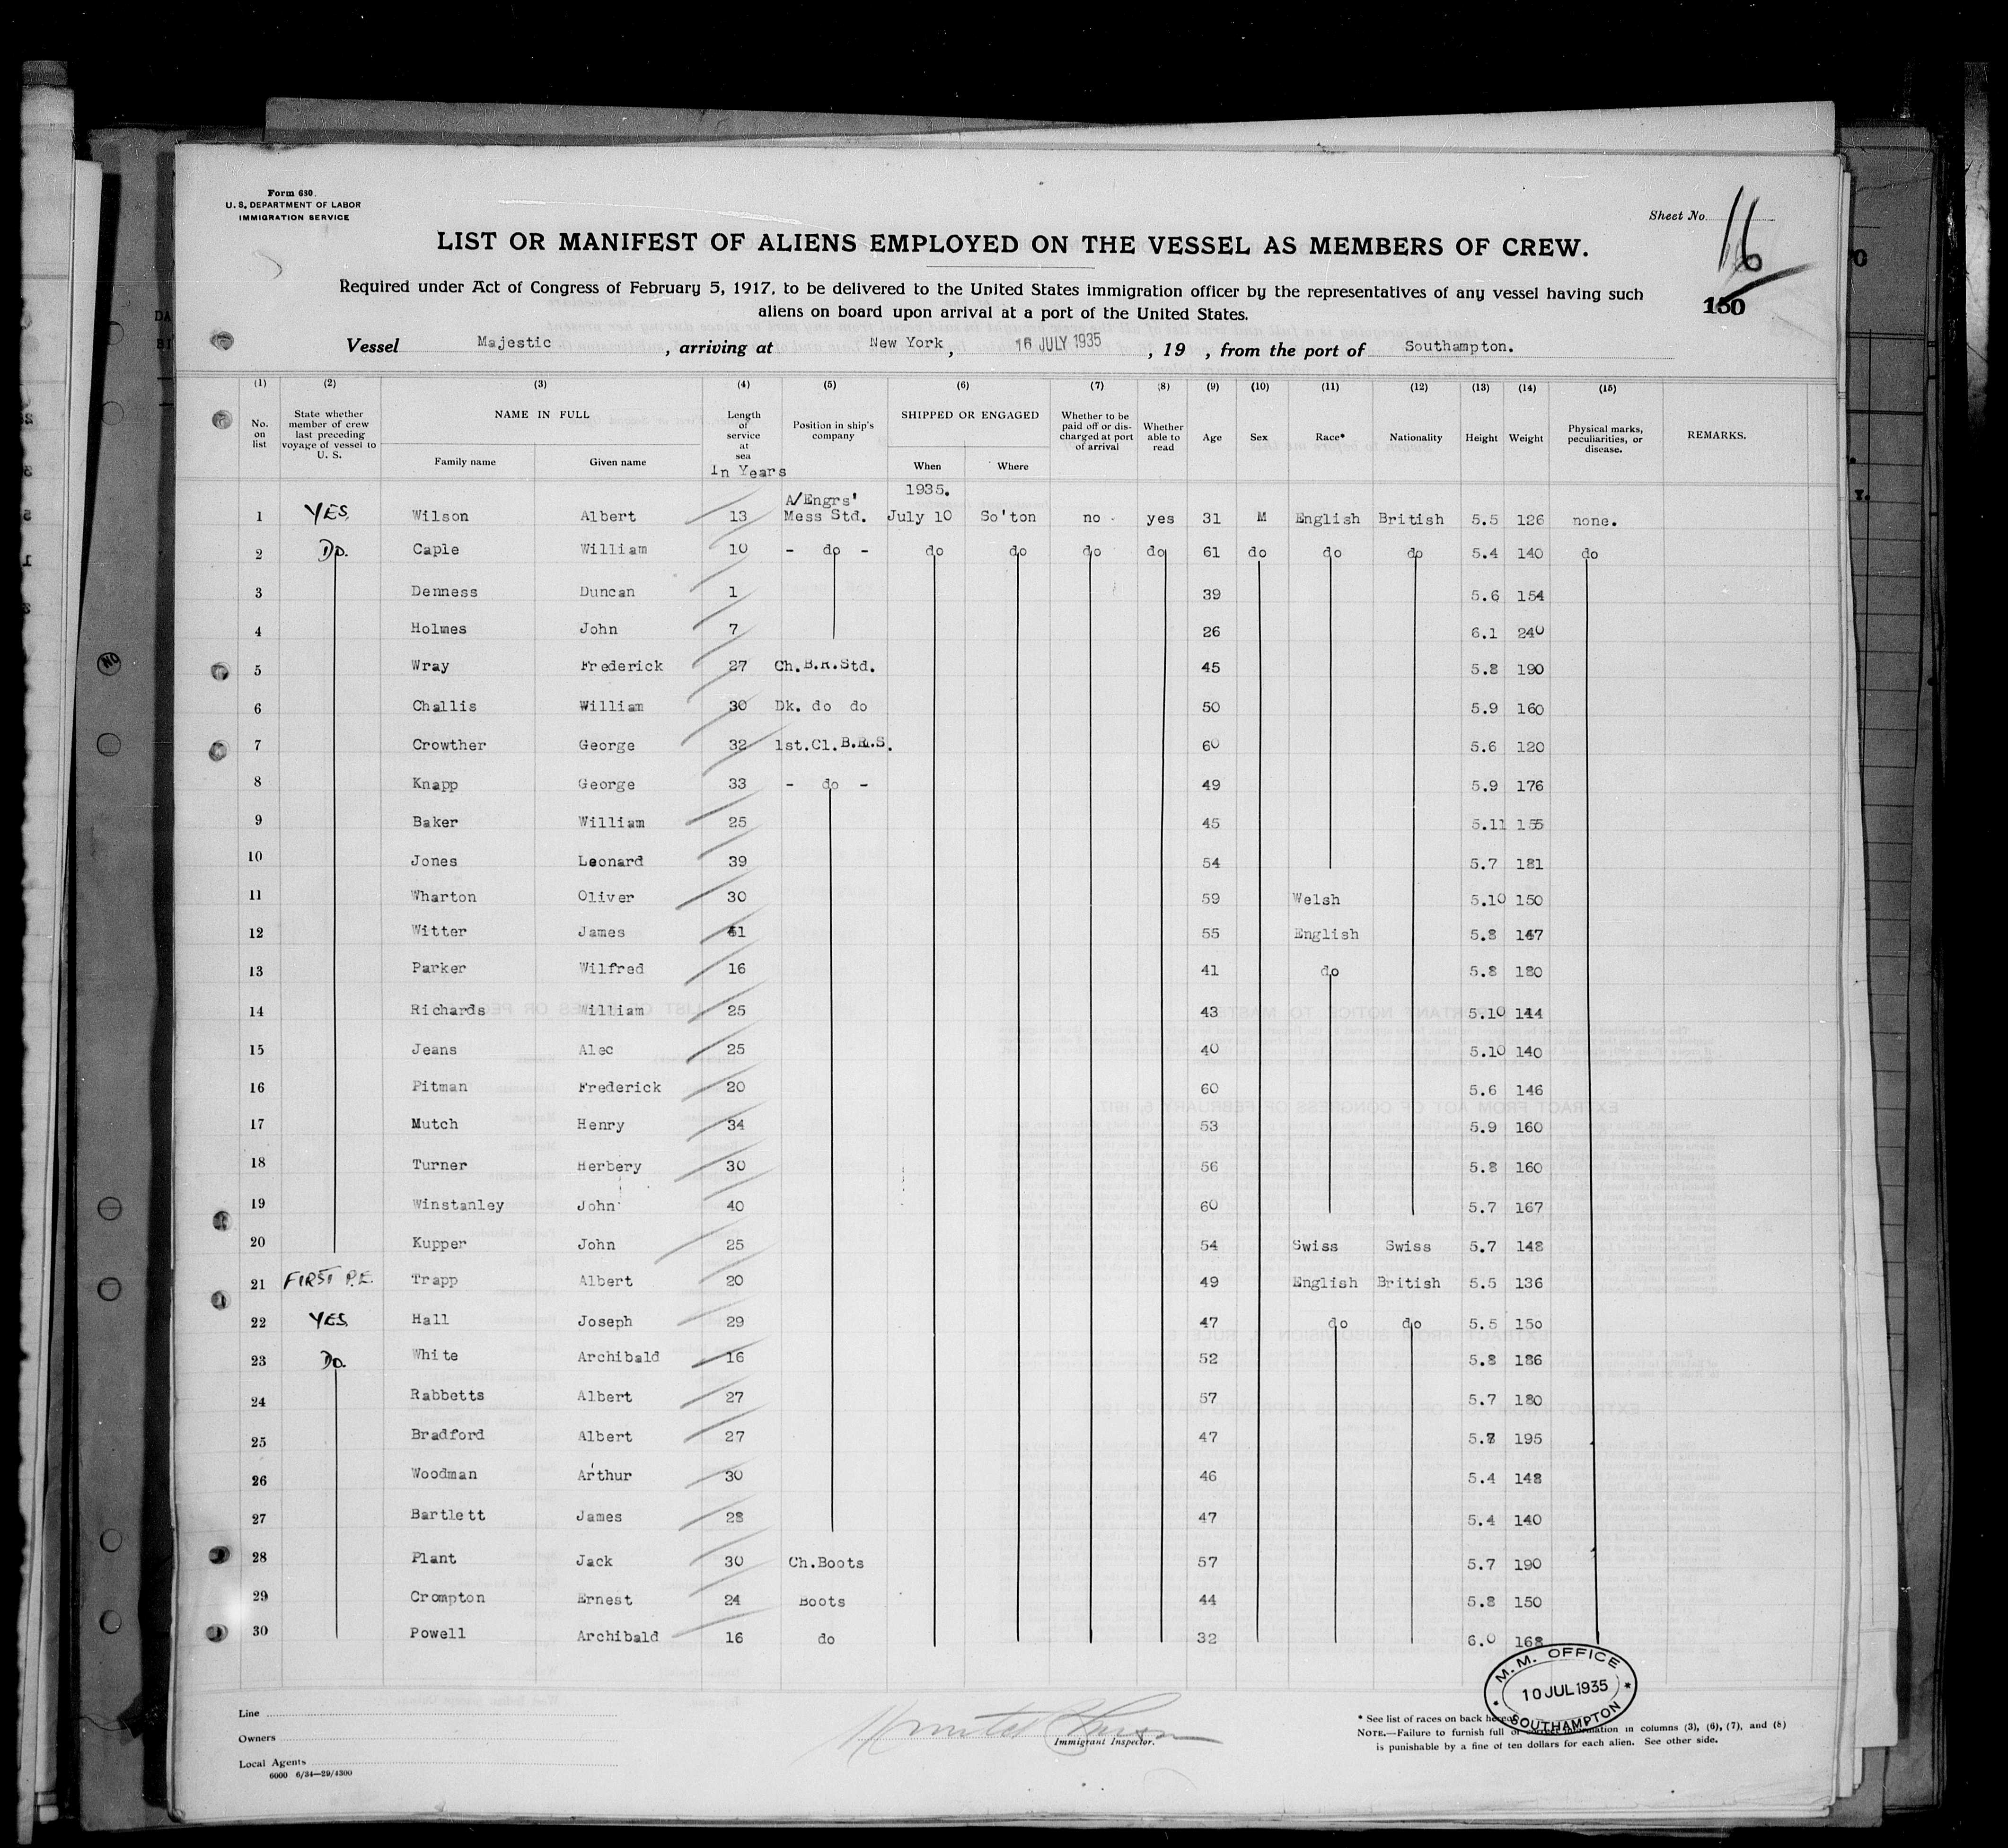 Form 680.
U. S. DEPARTMENT OF LABOR
IMMIGRATION SERVICE
Sheet No. 16
LIST OR MANIFEST OF ALIENS EMPLOYED ON THE VESSEL AS MEMBERS OF CREW.
Required under Act of Congress of February 5, 1917, to be delivered to the United States immigration officer by the representatives of any vessel having such
aliens on board upon arrival at a port of the United States.
150
Vessel Majestic , arriving at New York, 16 JULY 1935 , 19 , from the port of Southampton.
(1) (2) (3) (4) (5) (6) (7) (8) (9) (10) (11) (12) (13) (14) (15)
No. on list State whether member of crew last preceding voyage of vessel to U. S. NAME IN FULL Length of service at sea Position in ship's company SHIPPED OR ENGAGED Whether to be paid off or discharged at port of arrival Whether able to read Age Sex Race* Nationality Height Weight Physical marks, peculiarities, or disease. REMARKS.
Family name Given name In Years When Where
A/Engrs' 1935.
1 YES. Wilson Albert 13 Mess Std. July 10 So'ton no yes 31 M English British 5.5 126 none.
2 Do. Caple William 10 - do - do do do do 61 do do do 5.4 140 do
3 Denness Duncan 1 39 5.6 154
4 Holmes John 7 26 6.1 240
5 Wray Frederick 27 Ch.B.R.Std. 45 5.8 190
6 Challis William 30 Dk. do do 50 5.9 160
7 Crowther George 32 1st.Cl.B.R.S. 60 5.6 120
8 Knapp George 33 - do - 49 5.9 176
9 Baker William 25 45 5.11 155
10 Jones Leonard 39 54 5.7 181
11 Wharton Oliver 30 59 Welsh 5.10 150
12 Witter James 41 55 English 5.8 147
13 Parker Wilfred 16 41 do 5.8 180
14 Richards William 25 43 5.10 144
15 Jeans Alec 25 40 5.10 140
16 Pitman Frederick 20 60 5.6 146
17 Mutch Henry 34 53 5.9 160
18 Turner Herbery 30 56 5.8 160
19 Winstanley John 40 60 5.7 167
20 Kupper John 25 54 Swiss Swiss 5.7 148
21 FIRST P.E. Trapp Albert 20 49 English British 5.5 136
22 YES. Hall Joseph 29 47 do do 5.5 150
23 Do. White Archibald 16 52 5.8 186
24 Rabbetts Albert 27 57 5.7 180
25 Bradford Albert 27 47 195
26 Woodman Arthur 30 46 5.4 148
27 Bartlett James 28 47 5.4 140
28 Plant Jack 30 Ch.Boots 57 5.7 190
29 Crompton Ernest 24 Boots 44 5.8 150
30 Powell Archibald 16 do 32 6.0 168
M. M. OFFICE
10 JUL 1935
SOUTHAMPTON
Line
Owners
Local Agents
6000 6/34—29/4300
Immigrant Inspector.
* See list of races on back hereof.
NOTE.—Failure to furnish full or correct information in columns (3), (6), (7), and (8)
is punishable by a fine of ten dollars for each alien. See other side.